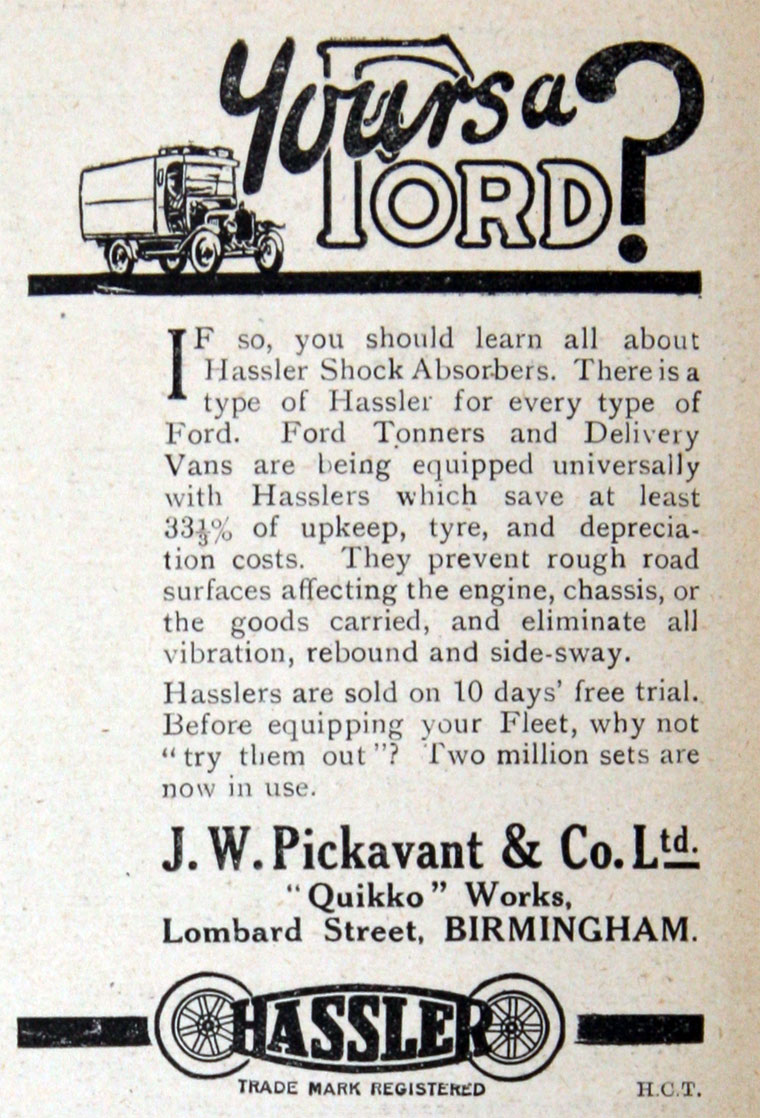 Yours a
FORD?
IF so, you should learn all about
Hassler Shock Absorbers. There is a
type of Hassler for every type of
Ford. Ford Tonners and Delivery
Vans are being equipped universally
with Hasslers which save at least
33⅓% of upkeep, tyre, and deprecia-
tion costs. They prevent rough road
surfaces affecting the engine, chassis, or
the goods carried, and eliminate all
vibration, rebound and side-sway.
Hasslers are sold on 10 days' free trial.
Before equipping your Fleet, why not
“try them out”? Two million sets are
now in use.
J. W. Pickavant & Co. Ltd.
“Quikko” Works,
Lombard Street, BIRMINGHAM.
HASSLER
TRADE MARK REGISTERED
H.C.T.